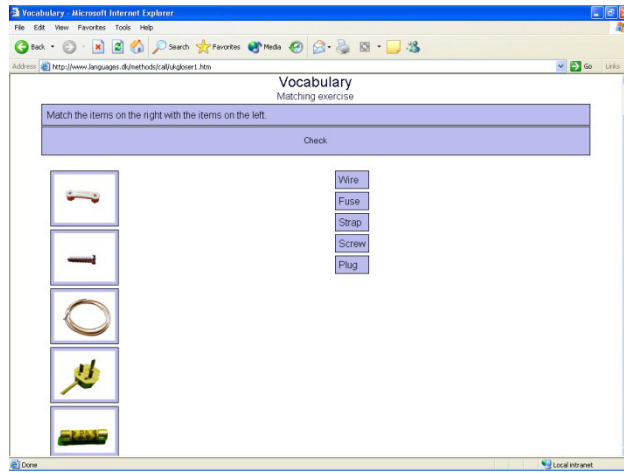 Vocabulary - Microsoft Internet Explorer
File Edit View Favorites Tools Help
Back Search Favorites Media
Address http://www.languages.dk/methods/call/ukgloser1.htm Go Links
Vocabulary
Matching exercise
Match the items on the right with the items on the left.
Check
Wire
Fuse
Strap
Screw
Plug
Done Local intranet